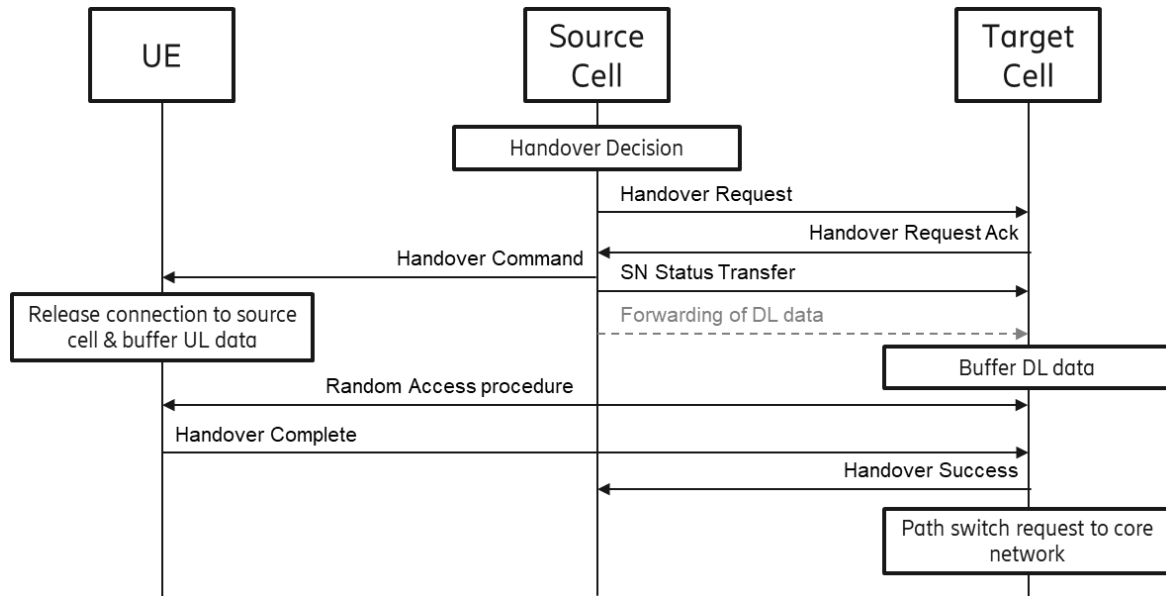 UE
Source
Cell
Target
Cell
Handover Decision
Handover Request
Handover Request Ack
Handover Command
SN Status Transfer
Release connection to source
cell & buffer UL data
Forwarding of DL data
Buffer DL data
Random Access procedure
Handover Complete
Handover Success
Path switch request to core
network